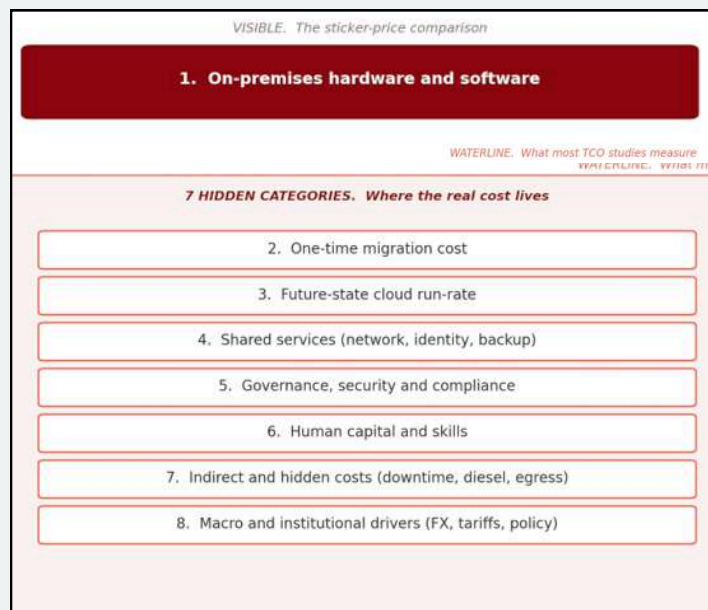 VISIBLE. The sticker-price comparison
1. On-premises hardware and software
WATERLINE. What most TCO studies measure
WATERLINE. What m
7 HIDDEN CATEGORIES. Where the real cost lives
2. One-time migration cost
3. Future-state cloud run-rate
4. Shared services (network, identity, backup)
5. Governance, security and compliance
6. Human capital and skills
7. Indirect and hidden costs (downtime, diesel, egress)
8. Macro and institutional drivers (FX, tariffs, policy)